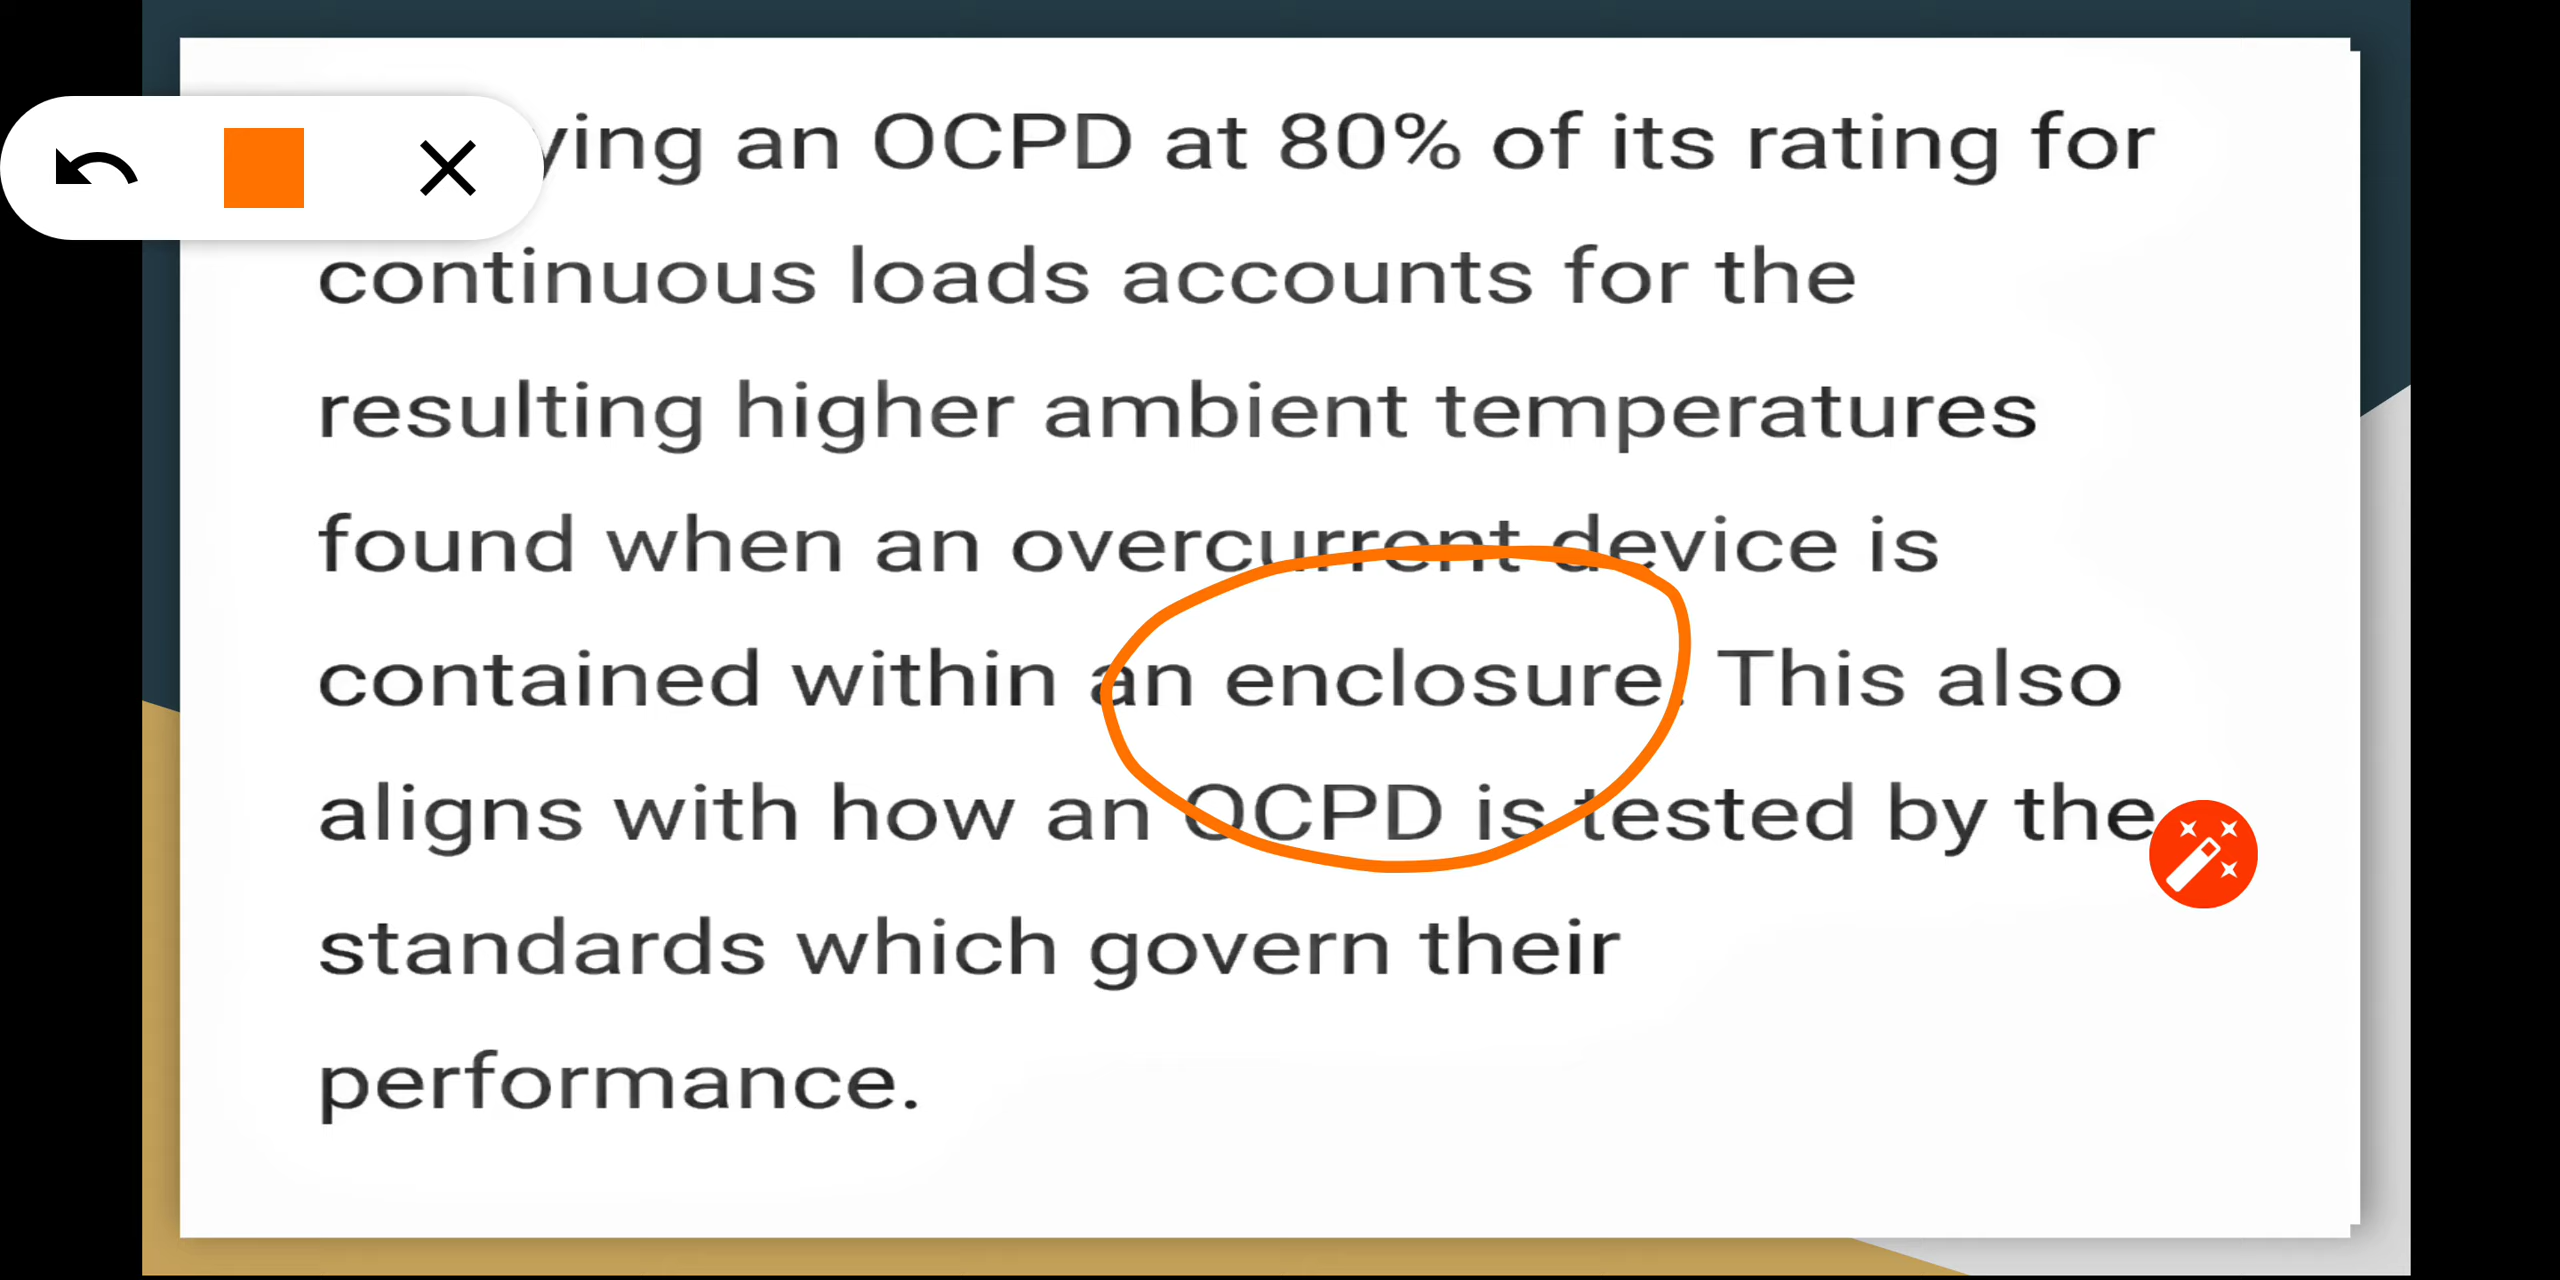 an OCPD at 80% of its rating for
continuous loads accounts for the
resulting higher ambient temperatures
found when an overcurrent device is
contained within an enclosure. This also
aligns with how an OCPD is tested by the
standards which govern their
performance.